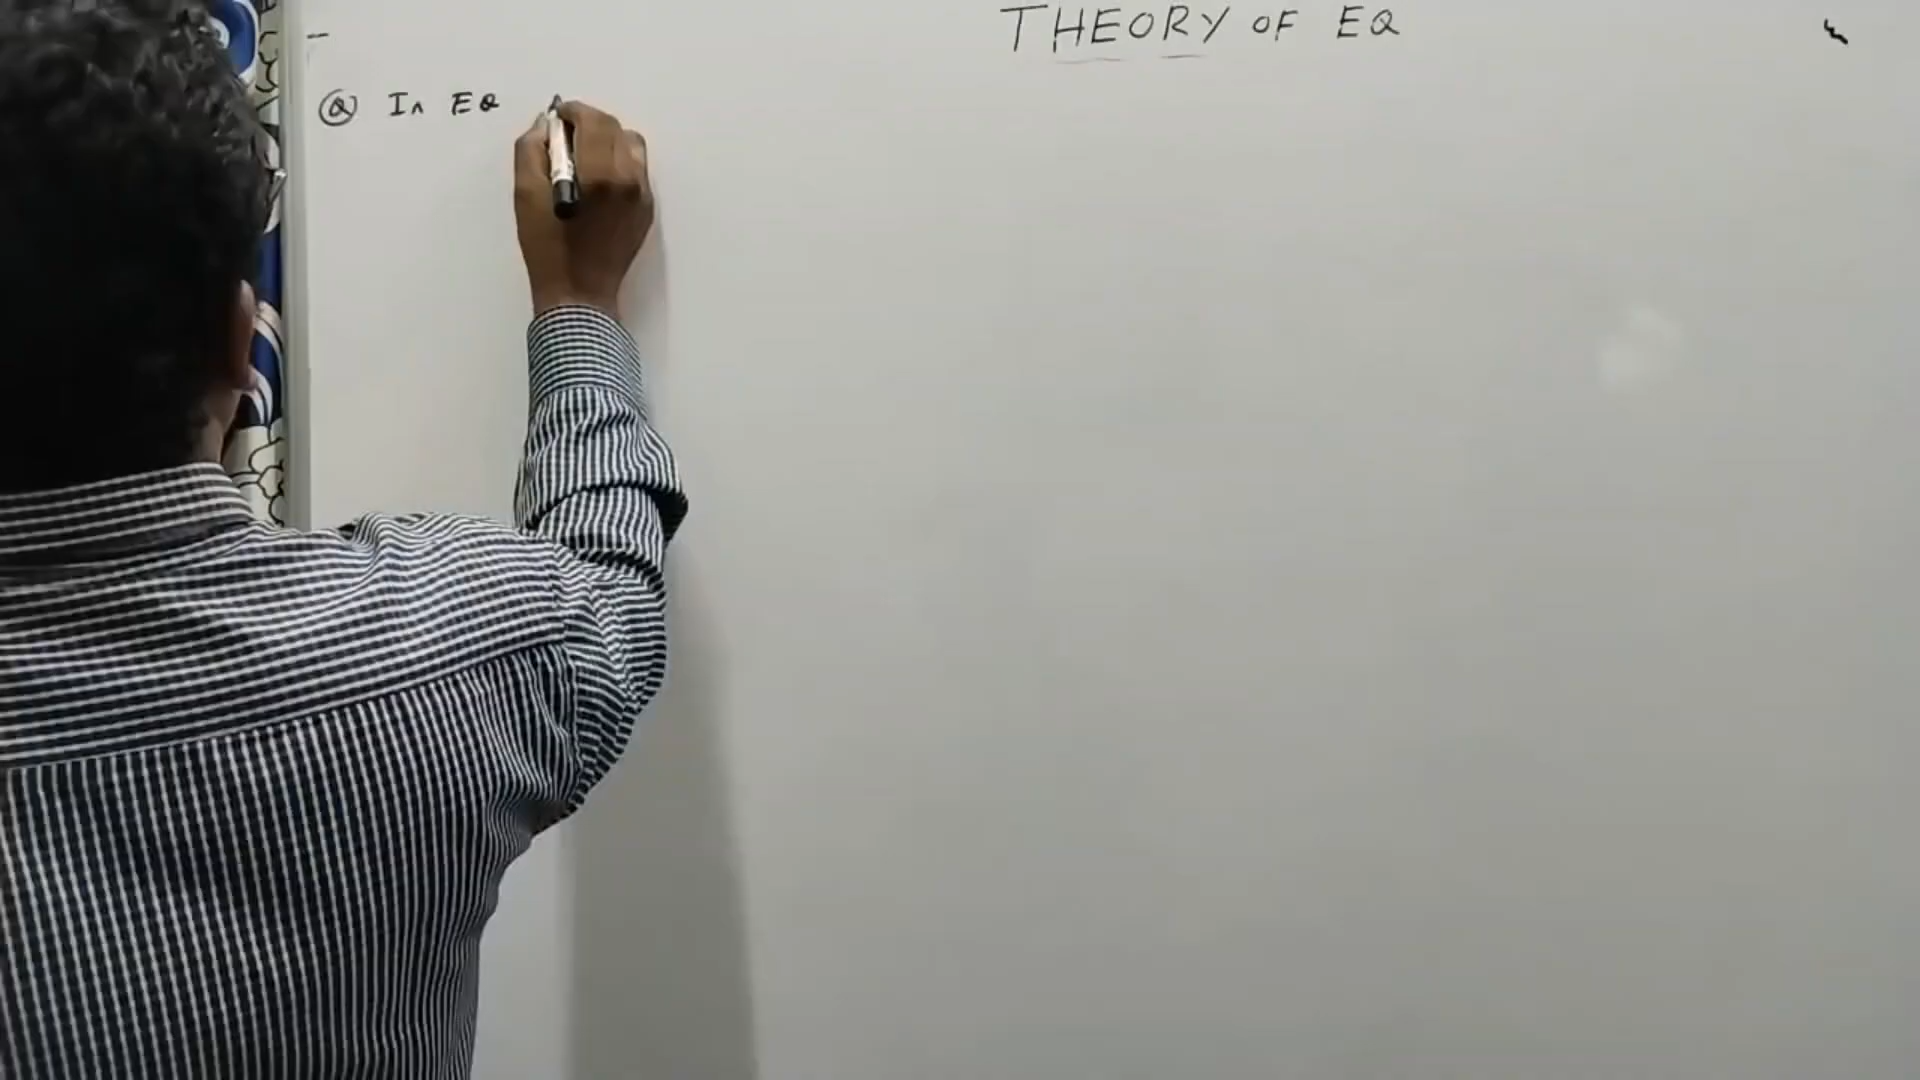 THEORY OF EQ
Q In EQ